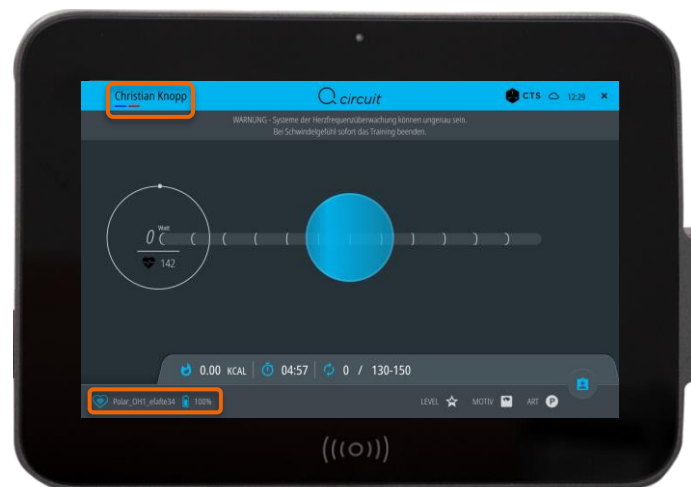 Christian Knopp
Q circuit
CTS 12:29 ×
WARNUNG - Systeme der Herzfrequenzüberwachung können ungenau sein.
Bei Schwindelgefühl sofort das Training beenden.
0 Watt
142
0.00 KCAL 04:57 0 / 130-150
Polar_OH1_efafte34 100%
LEVEL MOTIV ART P